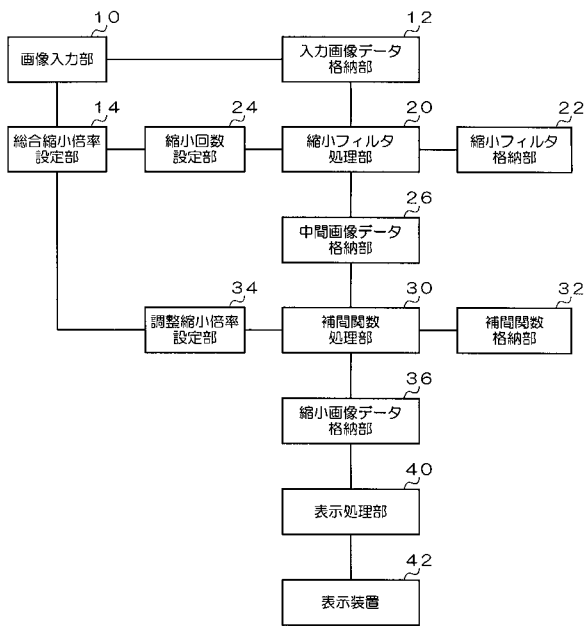 10
画像入力部
12
入力画像データ
格納部
14
総合縮小倍率
設定部
24
縮小回数
設定部
20
縮小フィルタ
処理部
22
縮小フィルタ
格納部
26
中間画像データ
格納部
34
調整縮小倍率
設定部
30
補間関数
処理部
32
補間関数
格納部
36
縮小画像データ
格納部
40
表示処理部
42
表示装置